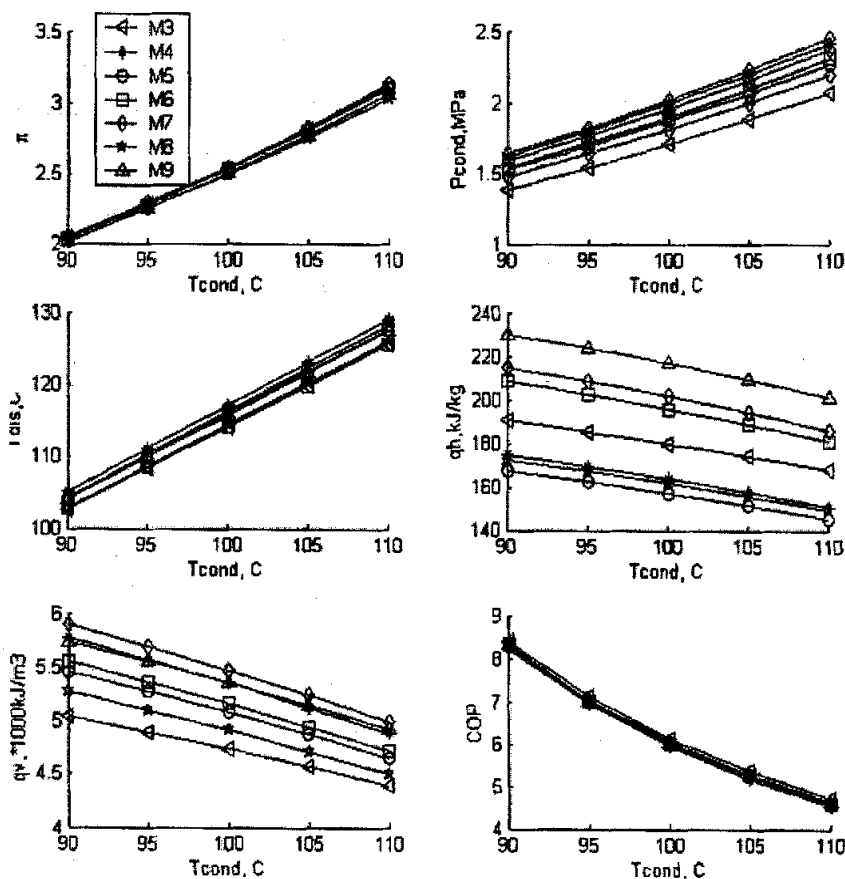 3.5
3
2.5
2
π
M3
M4
M5
M6
M7
M8
M9
90 95 100 105 110
Tcond, C
2.5
2
1.5
1
Pcond,MPa
90 95 100 105 110
Tcond, C
130
120
110
100
Tdis,C
90 95 100 105 110
Tcond, C
240
220
200
180
160
140
qh,kJ/kg
90 95 100 105 110
Tcond, C
6
5.5
5
4.5
4
qv,*1000kJ/m3
90 95 100 105 110
Tcond, C
9
8
7
6
5
4
COP
90 95 100 105 110
Tcond, C